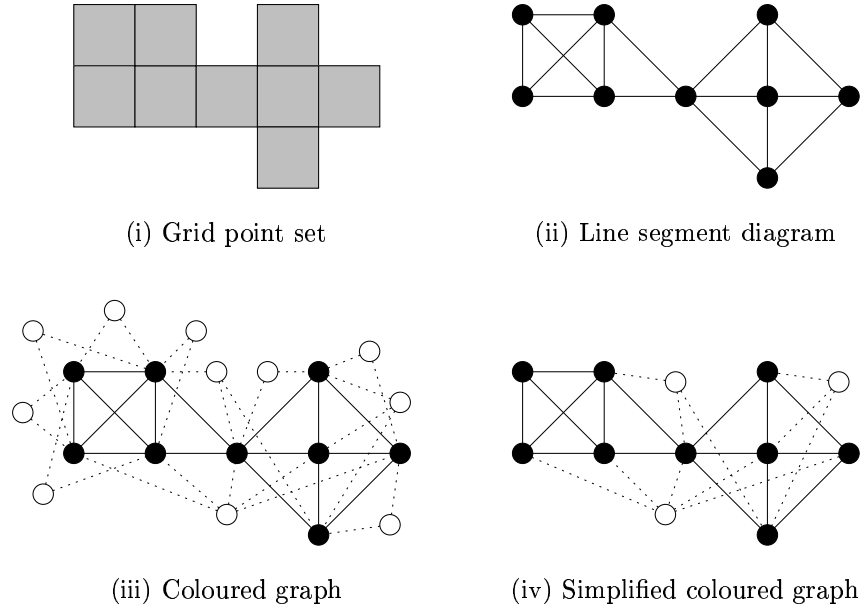 (i) Grid point set
(ii) Line segment diagram
(iii) Coloured graph
(iv) Simplified coloured graph